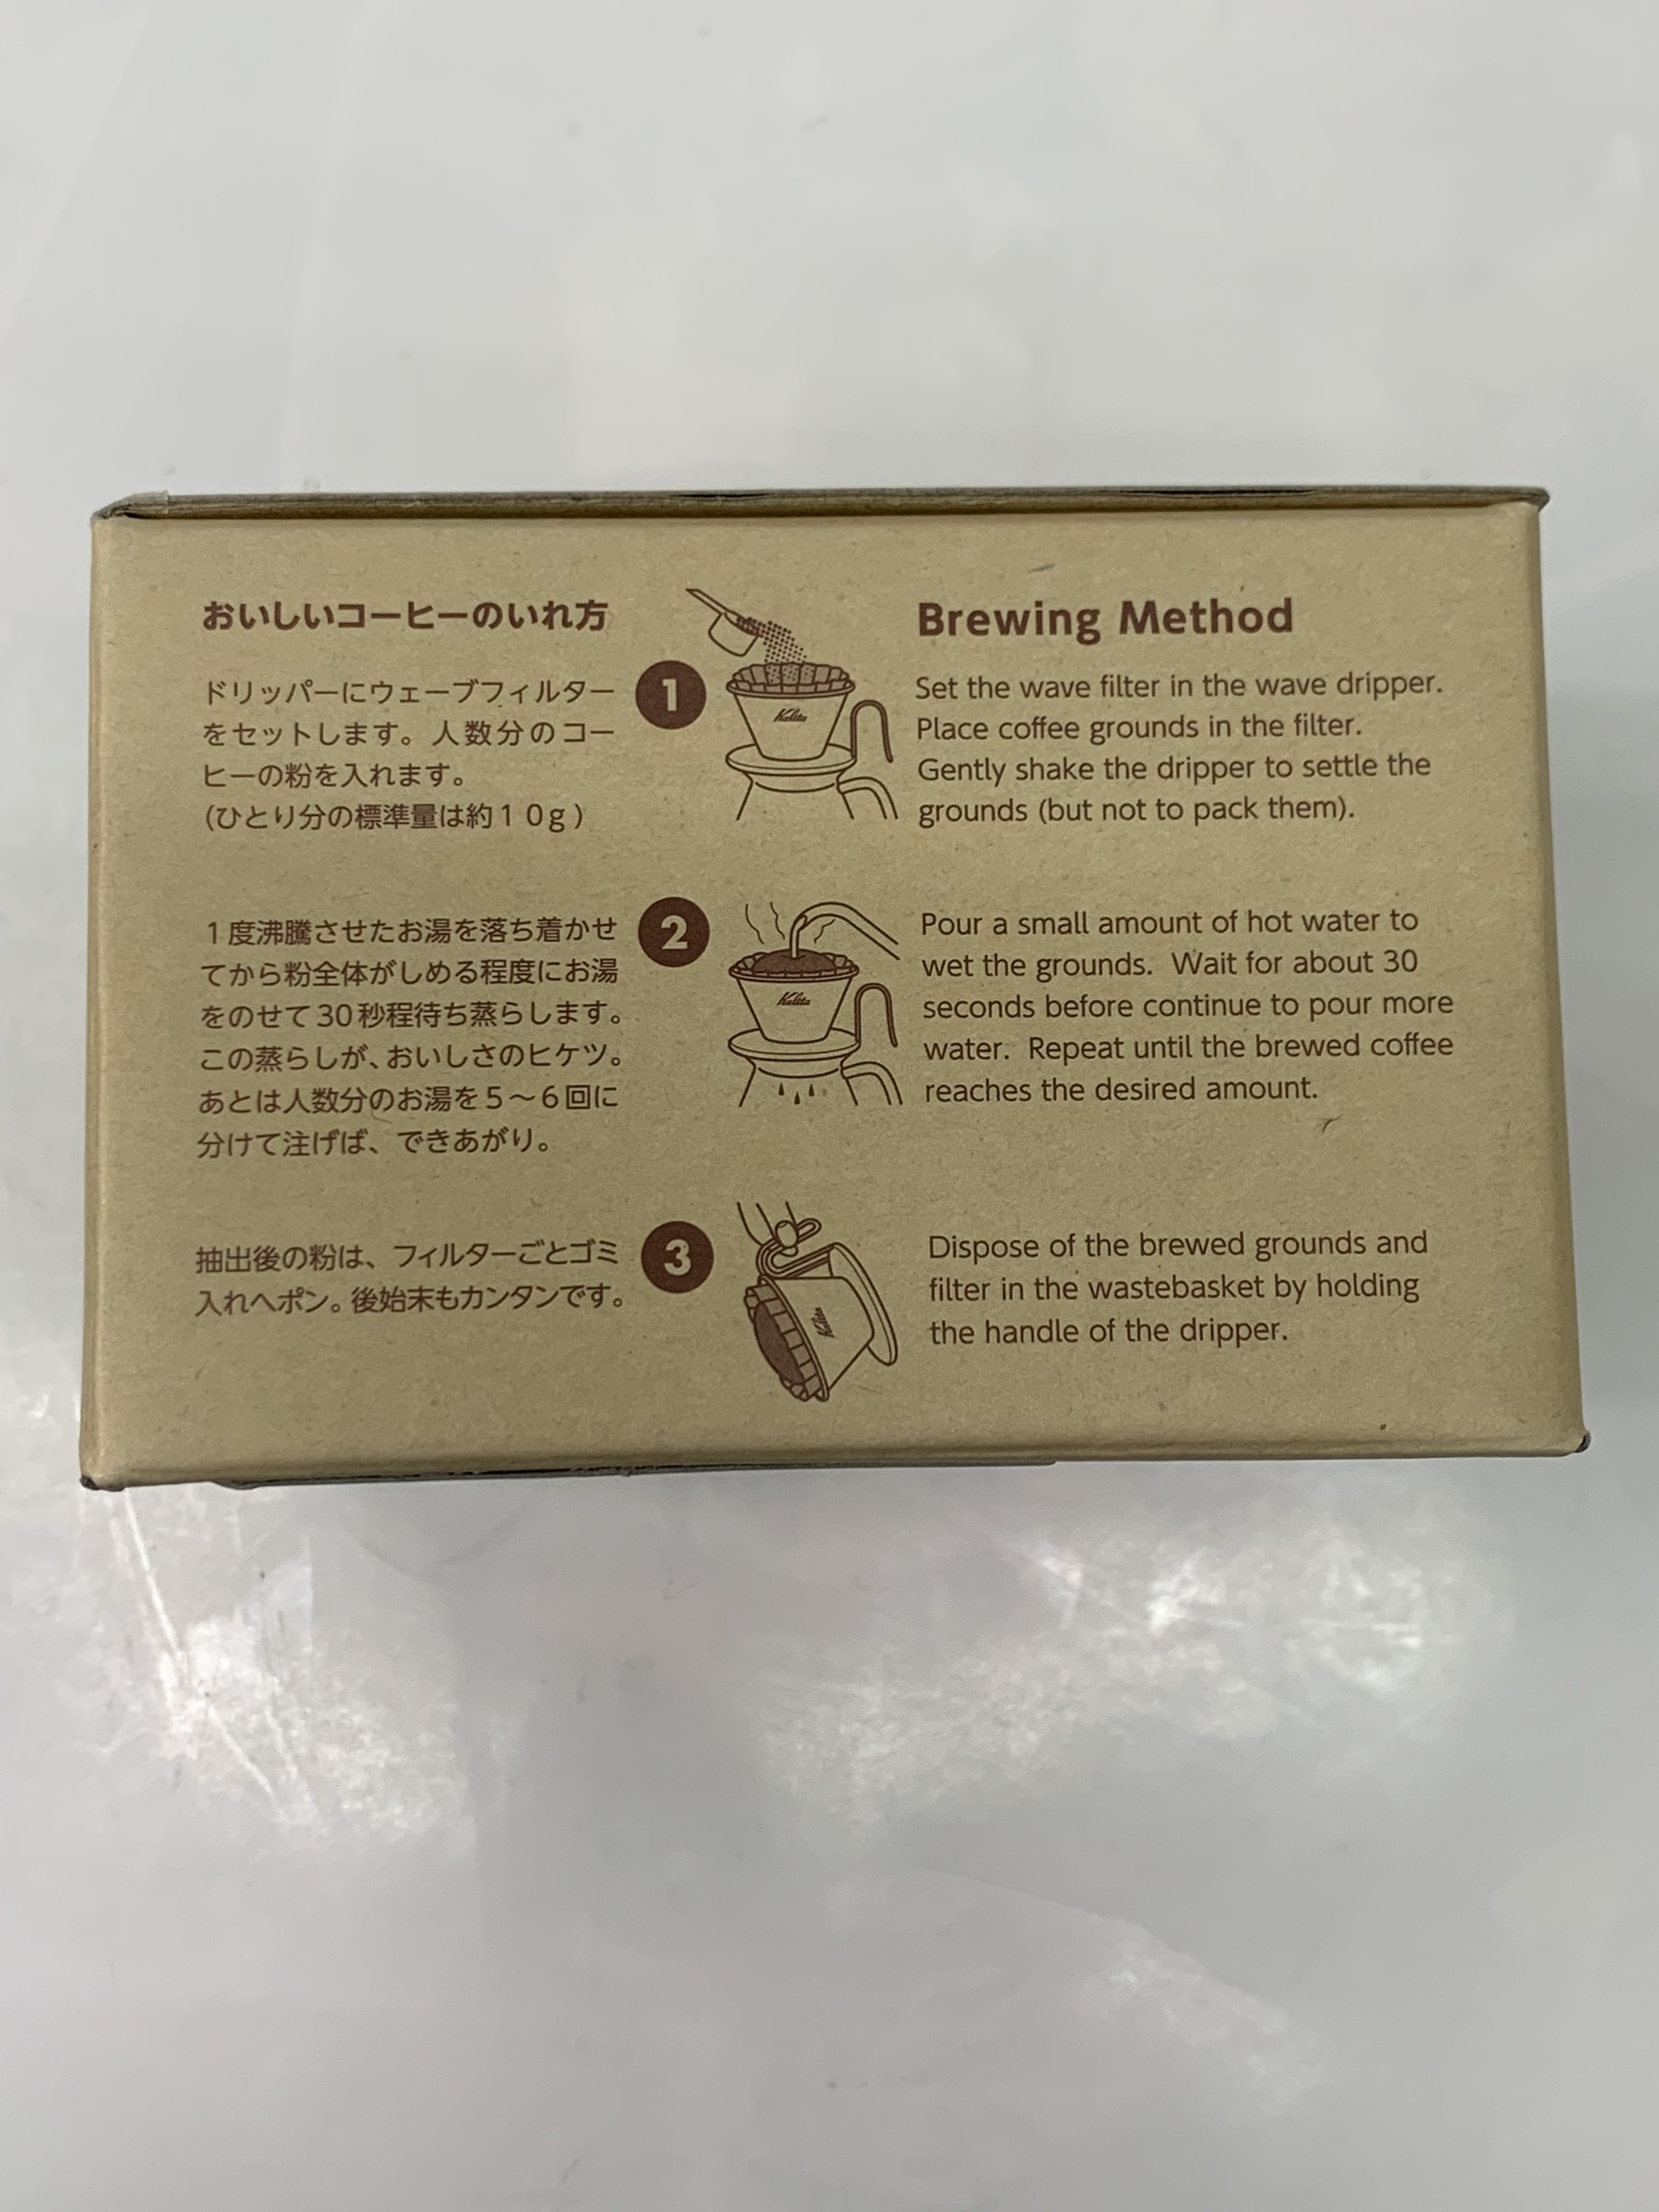 おいしいコーヒーのいれ方
ドリッパーにウェーブフィルター
をセットします。人数分のコー
ヒーの粉を入れます。
(ひとり分の標準量は約10g)
1度沸騰させたお湯を落ち着かせ
てから粉全体がしめる程度にお湯
をのせて30秒程待ち蒸らします。
この蒸らしが、おいしさのヒケツ。
あとは人数分のお湯を5～6回に
分けて注げば、できあがり。
抽出後の粉は、フィルターごとゴミ
入れへポン。後始末もカンタンです。
1
Kalita
2
Kalita
3
Kalita
Brewing Method
Set the wave filter in the wave dripper.
Place coffee grounds in the filter.
Gently shake the dripper to settle the
grounds (but not to pack them).
Pour a small amount of hot water to
wet the grounds. Wait for about 30
seconds before continue to pour more
water. Repeat until the brewed coffee
reaches the desired amount.
Dispose of the brewed grounds and
filter in the wastebasket by holding
the handle of the dripper.